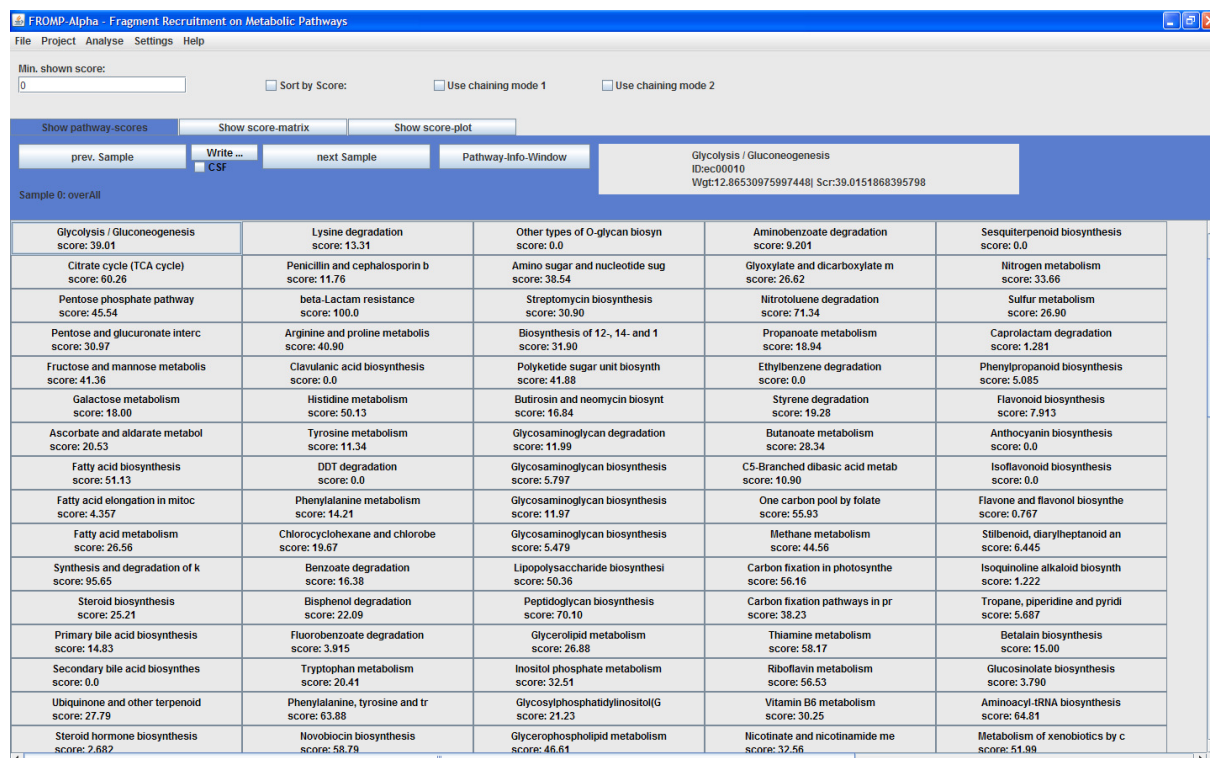 FROMP-Alpha - Fragment Recruitment on Metabolic Pathways
File Project Analyse Settings Help
Min. shown score:
0
Sort by Score: Use chaining mode 1 Use chaining mode 2
Show pathway-scores Show score-matrix Show score-plot
prev. Sample Write ... next Sample Pathway-Info-Window
CSF
Glycolysis / Gluconeogenesis
ID:ec00010
Wgt:12.86530975997448| Scr:39.0151868395798
Sample 0: overAll
Glycolysis / Gluconeogenesis Lysine degradation Other types of O-glycan biosyn Aminobenzoate degradation Sesquiterpenoid biosynthesis
score: 39.01 score: 13.31 score: 0.0 score: 9.201 score: 0.0
Citrate cycle (TCA cycle) Penicillin and cephalosporin b Amino sugar and nucleotide sug Glyoxylate and dicarboxylate m Nitrogen metabolism
score: 60.26 score: 11.76 score: 38.54 score: 26.62 score: 33.66
Pentose phosphate pathway beta-Lactam resistance Streptomycin biosynthesis Nitrotoluene degradation Sulfur metabolism
score: 45.54 score: 100.0 score: 30.90 score: 71.34 score: 26.90
Pentose and glucuronate interc Arginine and proline metabolis Biosynthesis of 12-, 14- and 1 Propanoate metabolism Caprolactam degradation
score: 30.97 score: 40.90 score: 31.90 score: 18.94 score: 1.281
Fructose and mannose metabolis Clavulanic acid biosynthesis Polyketide sugar unit biosynth Ethylbenzene degradation Phenylpropanoid biosynthesis
score: 41.36 score: 0.0 score: 41.88 score: 0.0 score: 5.085
Galactose metabolism Histidine metabolism Butirosin and neomycin biosynt Styrene degradation Flavonoid biosynthesis
score: 18.00 score: 50.13 score: 16.84 score: 19.28 score: 7.913
Ascorbate and aldarate metabol Tyrosine metabolism Glycosaminoglycan degradation Butanoate metabolism Anthocyanin biosynthesis
score: 20.53 score: 11.34 score: 11.99 score: 28.34 score: 0.0
Fatty acid biosynthesis DDT degradation Glycosaminoglycan biosynthesis C5-Branched dibasic acid metab Isoflavonoid biosynthesis
score: 51.13 score: 0.0 score: 5.797 score: 10.90 score: 0.0
Fatty acid elongation in mitoc Phenylalanine metabolism Glycosaminoglycan biosynthesis One carbon pool by folate Flavone and flavonol biosynthe
score: 4.357 score: 14.21 score: 11.97 score: 55.93 score: 0.767
Fatty acid metabolism Chlorocyclohexane and chlorobe Glycosaminoglycan biosynthesis Methane metabolism Stilbenoid, diarylheptanoid an
score: 26.56 score: 19.67 score: 5.479 score: 44.56 score: 6.445
Synthesis and degradation of k Benzoate degradation Lipopolysaccharide biosynthesi Carbon fixation in photosynthe Isoquinoline alkaloid biosynth
score: 95.65 score: 16.38 score: 50.36 score: 56.16 score: 1.222
Steroid biosynthesis Bisphenol degradation Peptidoglycan biosynthesis Carbon fixation pathways in pr Tropane, piperidine and pyridi
score: 25.21 score: 22.09 score: 70.10 score: 38.23 score: 5.687
Primary bile acid biosynthesis Fluorobenzoate degradation Glycerolipid metabolism Thiamine metabolism Betalain biosynthesis
score: 14.83 score: 3.915 score: 26.88 score: 58.17 score: 15.00
Secondary bile acid biosynthes Tryptophan metabolism Inositol phosphate metabolism Riboflavin metabolism Glucosinolate biosynthesis
score: 0.0 score: 20.41 score: 32.51 score: 56.53 score: 3.790
Ubiquinone and other terpenoid Phenylalanine, tyrosine and tr Glycosylphosphatidylinositol(G Vitamin B6 metabolism Aminoacyl-tRNA biosynthesis
score: 27.79 score: 63.88 score: 21.23 score: 30.25 score: 64.81
Steroid hormone biosynthesis Novobiocin biosynthesis Glycerophospholipid metabolism Nicotinate and nicotinamide me Metabolism of xenobiotics by c
score: 2.682 score: 58.79 score: 46.61 score: 32.56 score: 51.99